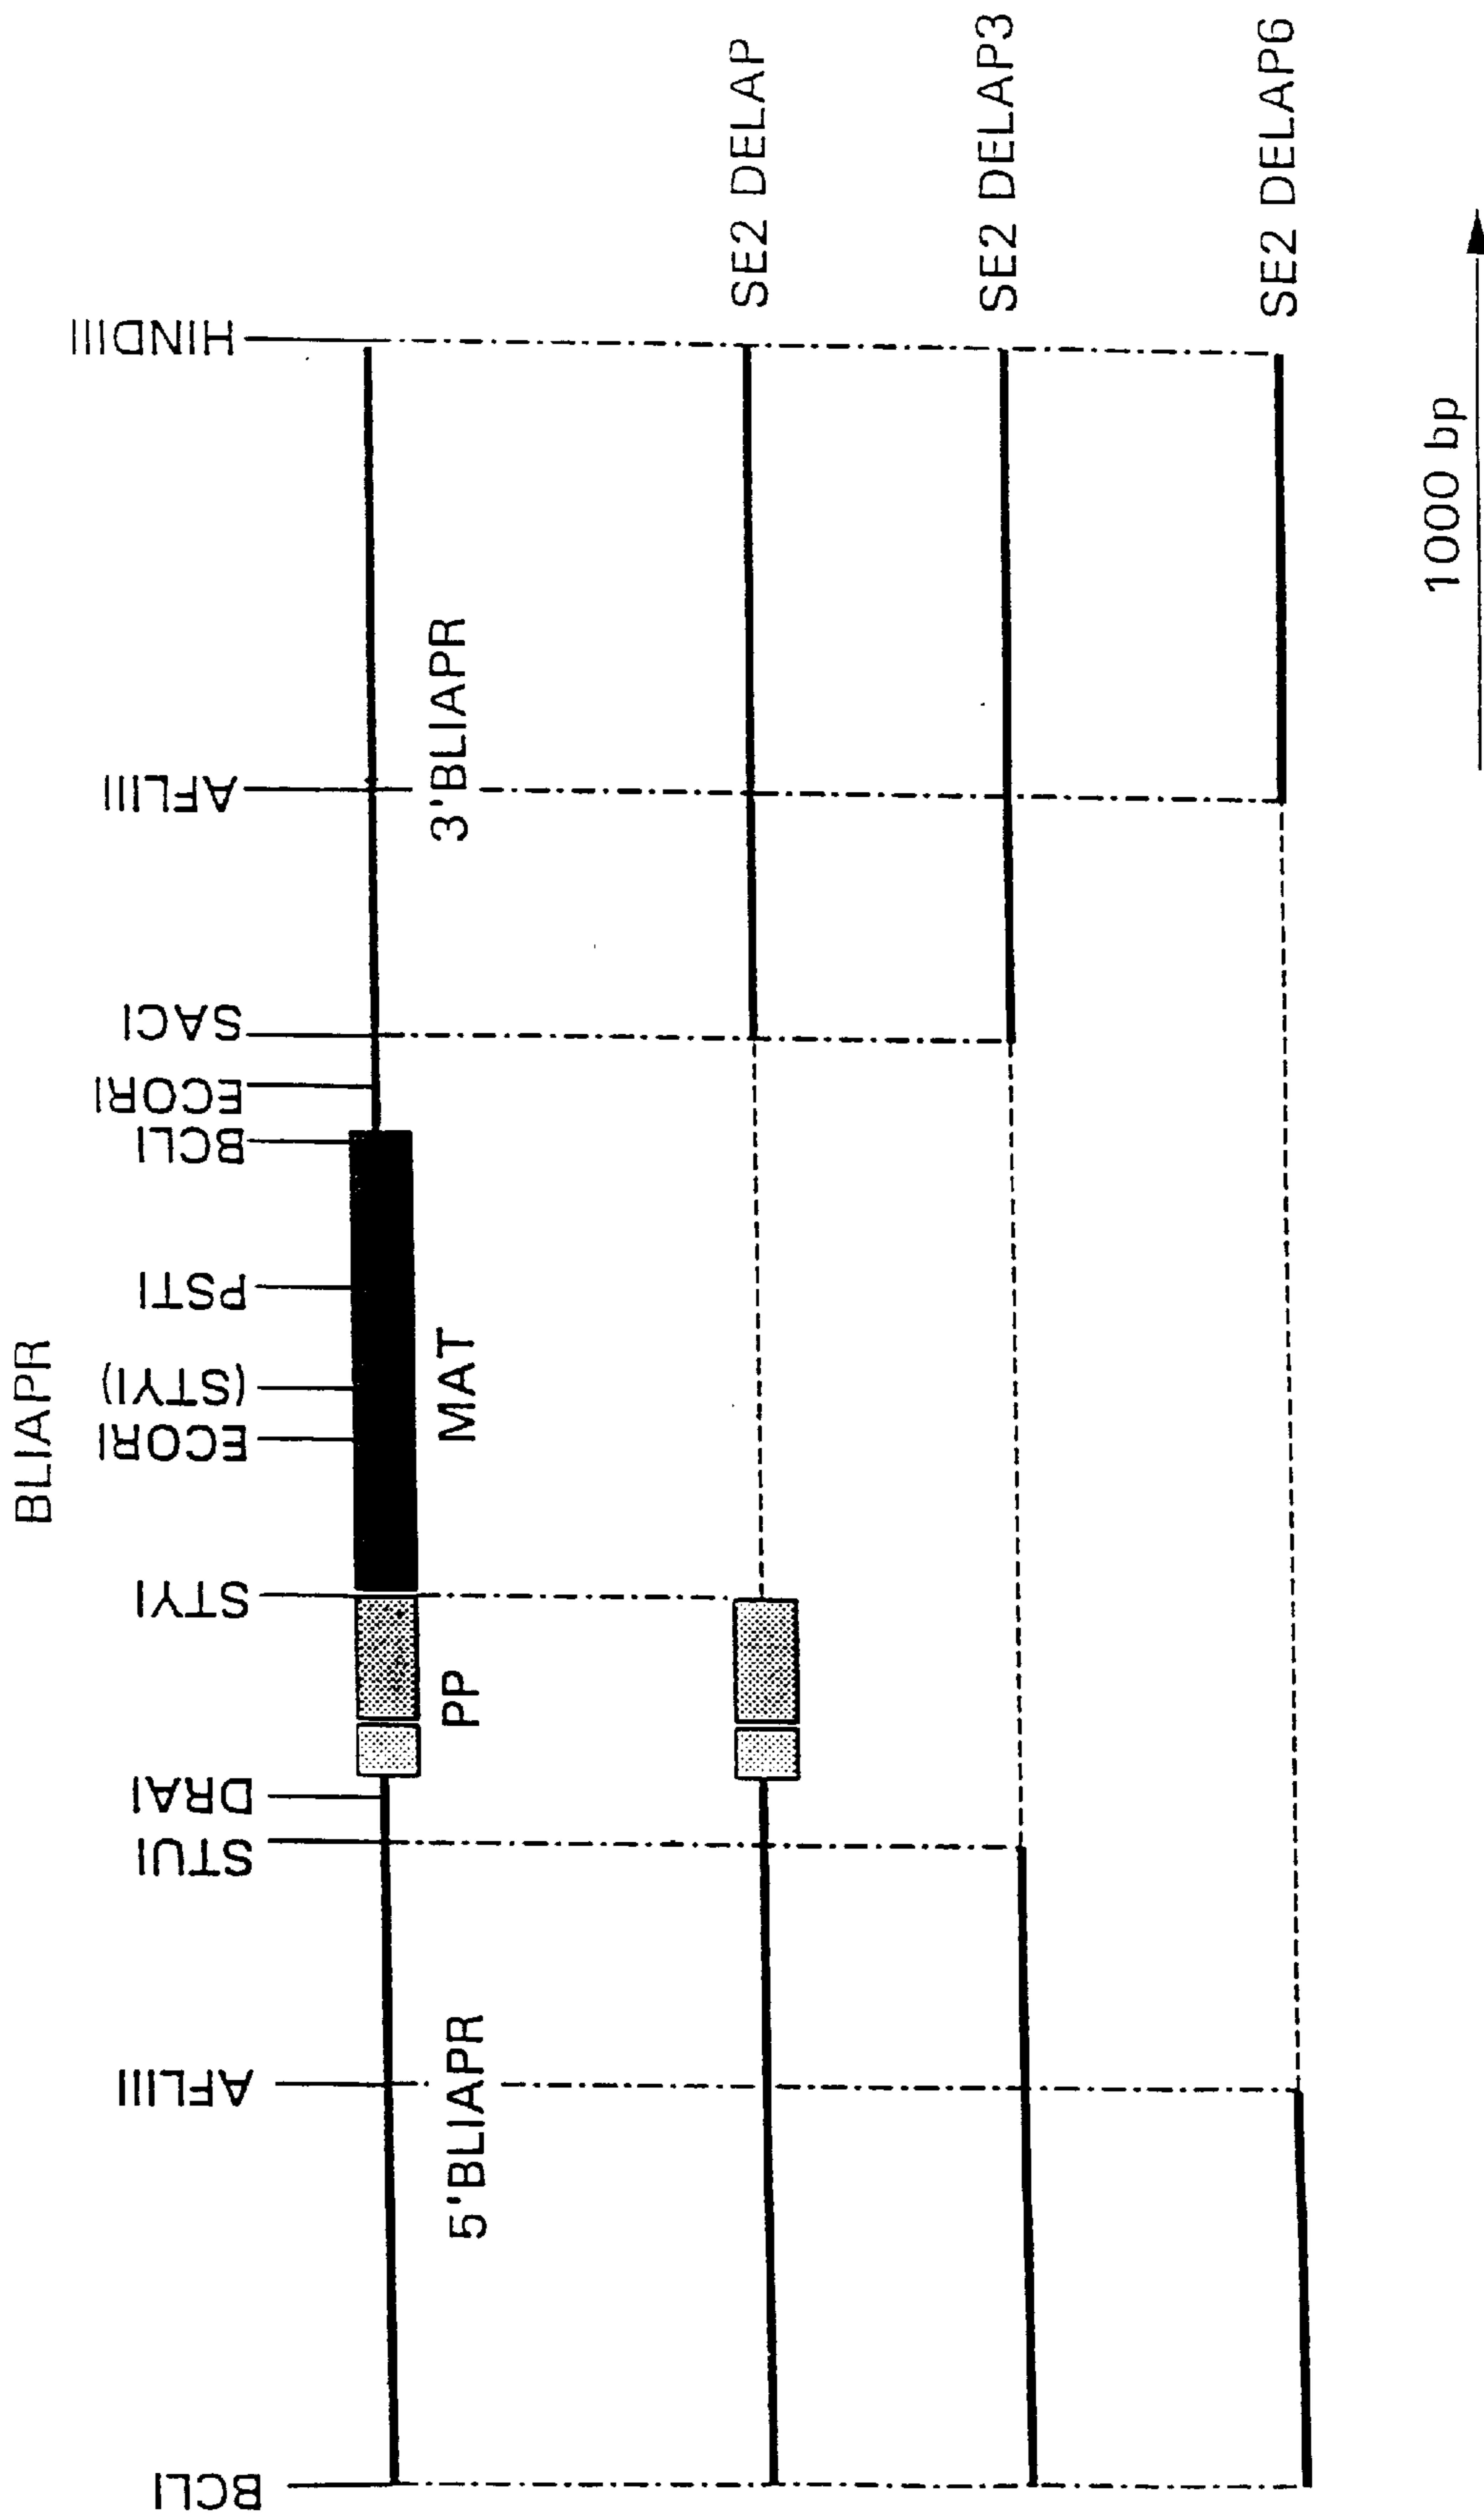 BLIAPR
BCLI
AFLIII
STUI
DRAI
STYI
ECORI
(STYI)
PSTI
BCLI
ECORI
SACI
AFLIII
HINDIII
5'BLIAPR
PP
MAT
3'BLIAPR
SE2 DELAP
SE2 DELAP3
SE2 DELAP6
1000 bp